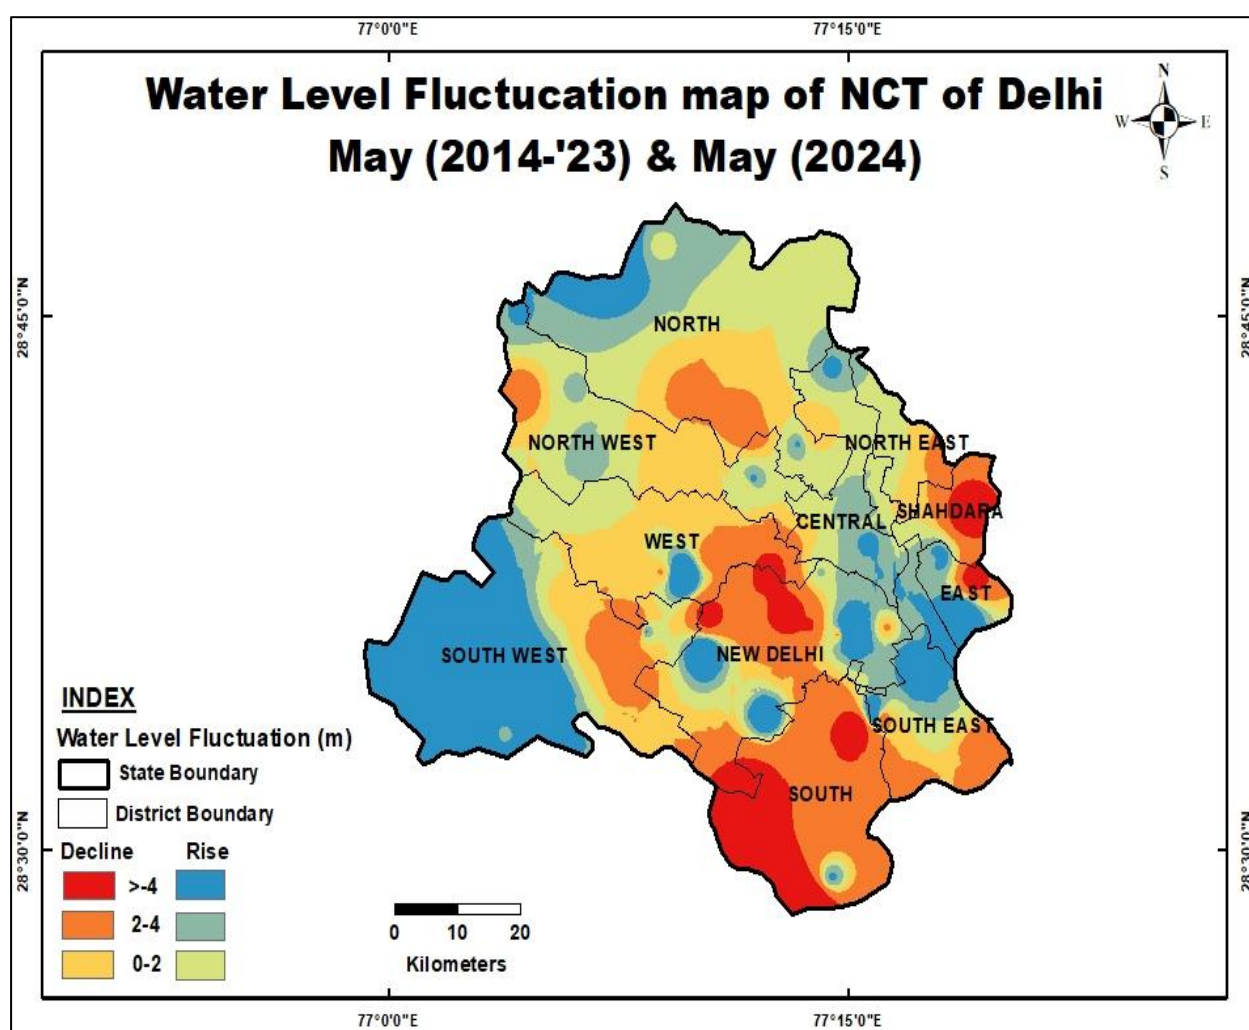 77°0'0"E 77°15'0"E
Water Level Fluctucation map of NCT of Delhi
May (2014-'23) & May (2024)
N
W E
S
28°45'0"N 28°45'0"N
NORTH
NORTH WEST NORTH EAST
CENTRAL SHAHDARA
WEST
EAST
SOUTH WEST NEW DELHI
SOUTH EAST
SOUTH
INDEX
Water Level Fluctuation (m)
State Boundary
District Boundary
Decline Rise
>-4
2-4
0-2
28°30'0"N 28°30'0"N
0 10 20
Kilometers
77°0'0"E 77°15'0"E